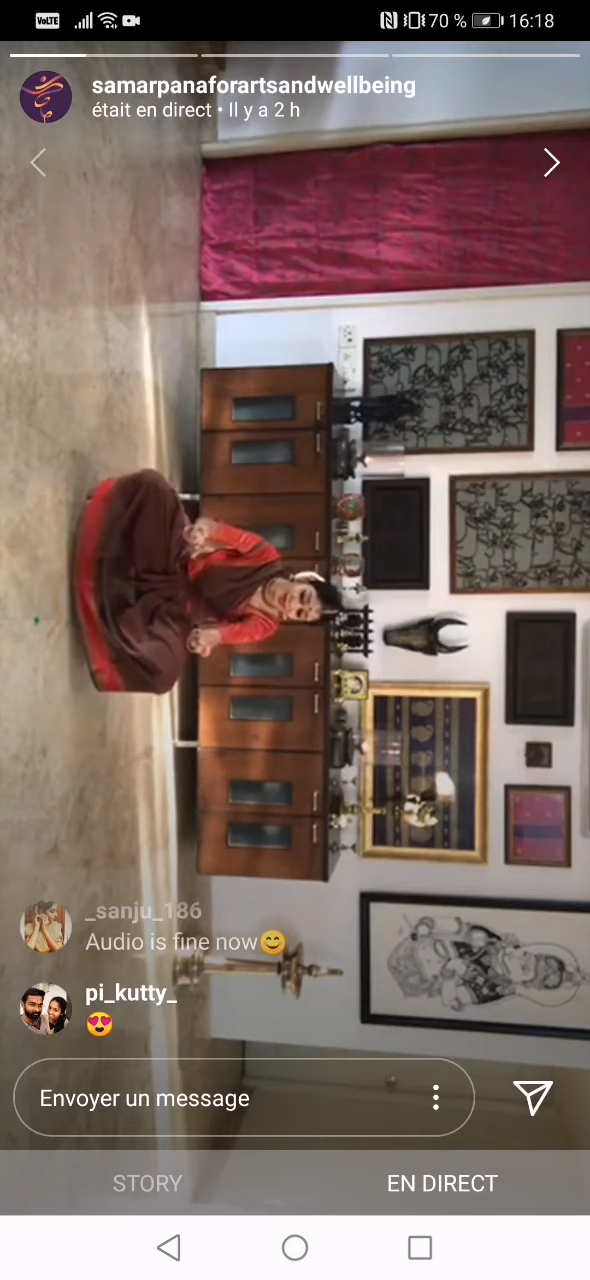 VoLTE 70 % 16:18
samarpanaforartsandwellbeing
était en direct • Il y a 2 h
_sanju_186
Audio is fine now😊
pi_kutty_
😍
Envoyer un message
STORY EN DIRECT